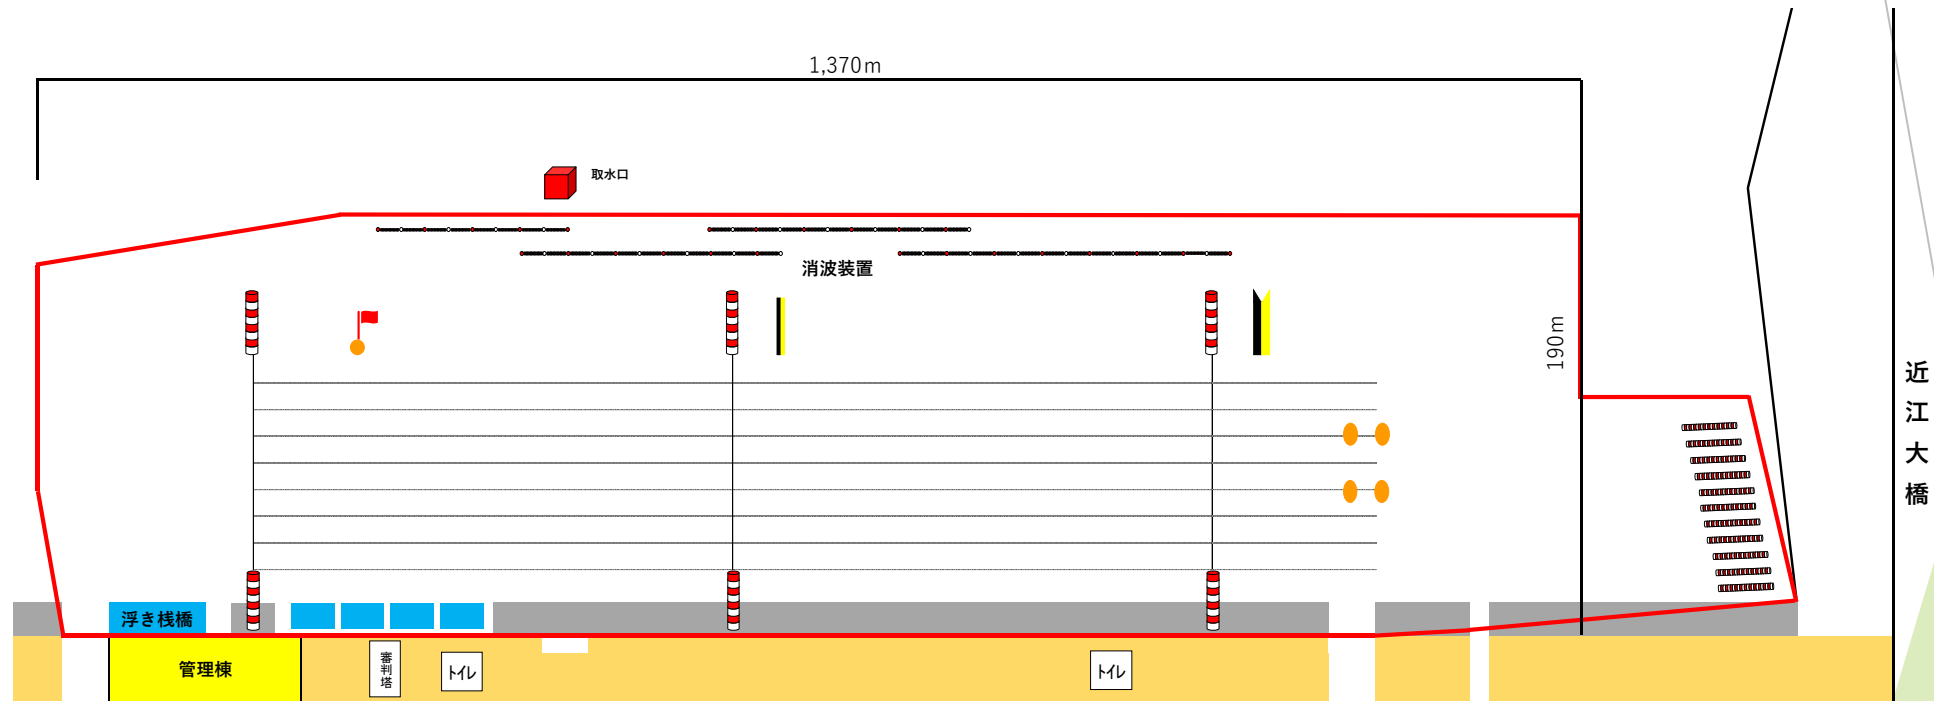 1,370m
取水口
消波装置
190m
近江大橋
浮き桟橋
管理棟
審判塔
トイレ
トイレ